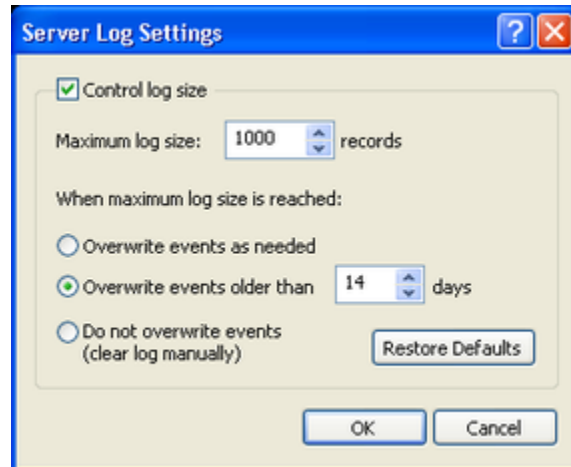 Server Log Settings
Control log size
Maximum log size: 1000 records
When maximum log size is reached:
Overwrite events as needed
Overwrite events older than 14 days
Do not overwrite events
(clear log manually)
Restore Defaults
OK Cancel